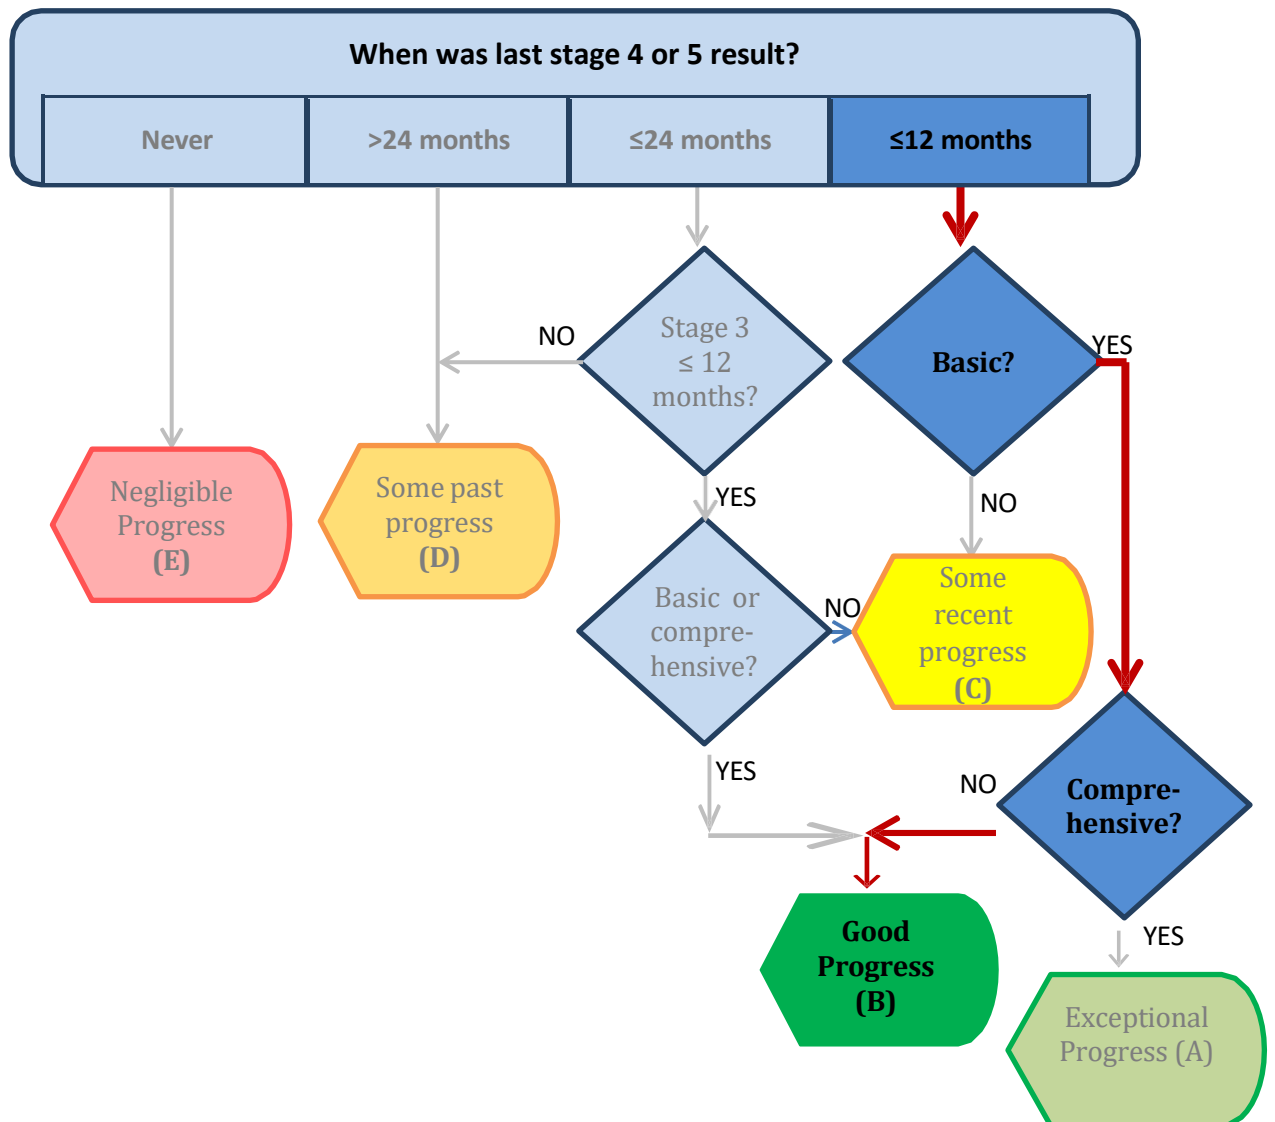 When was last stage 4 or 5 result?
Never
>24 months
≤24 months
≤12 months
Stage 3
≤ 12
months?
NO
YES
Basic?
YES
NO
Negligible
Progress
(E)
Some past
progress
(D)
Basic or
compre-
hensive?
NO
YES
Some
recent
progress
(C)
Compre-
hensive?
NO
YES
Good
Progress
(B)
Exceptional
Progress (A)